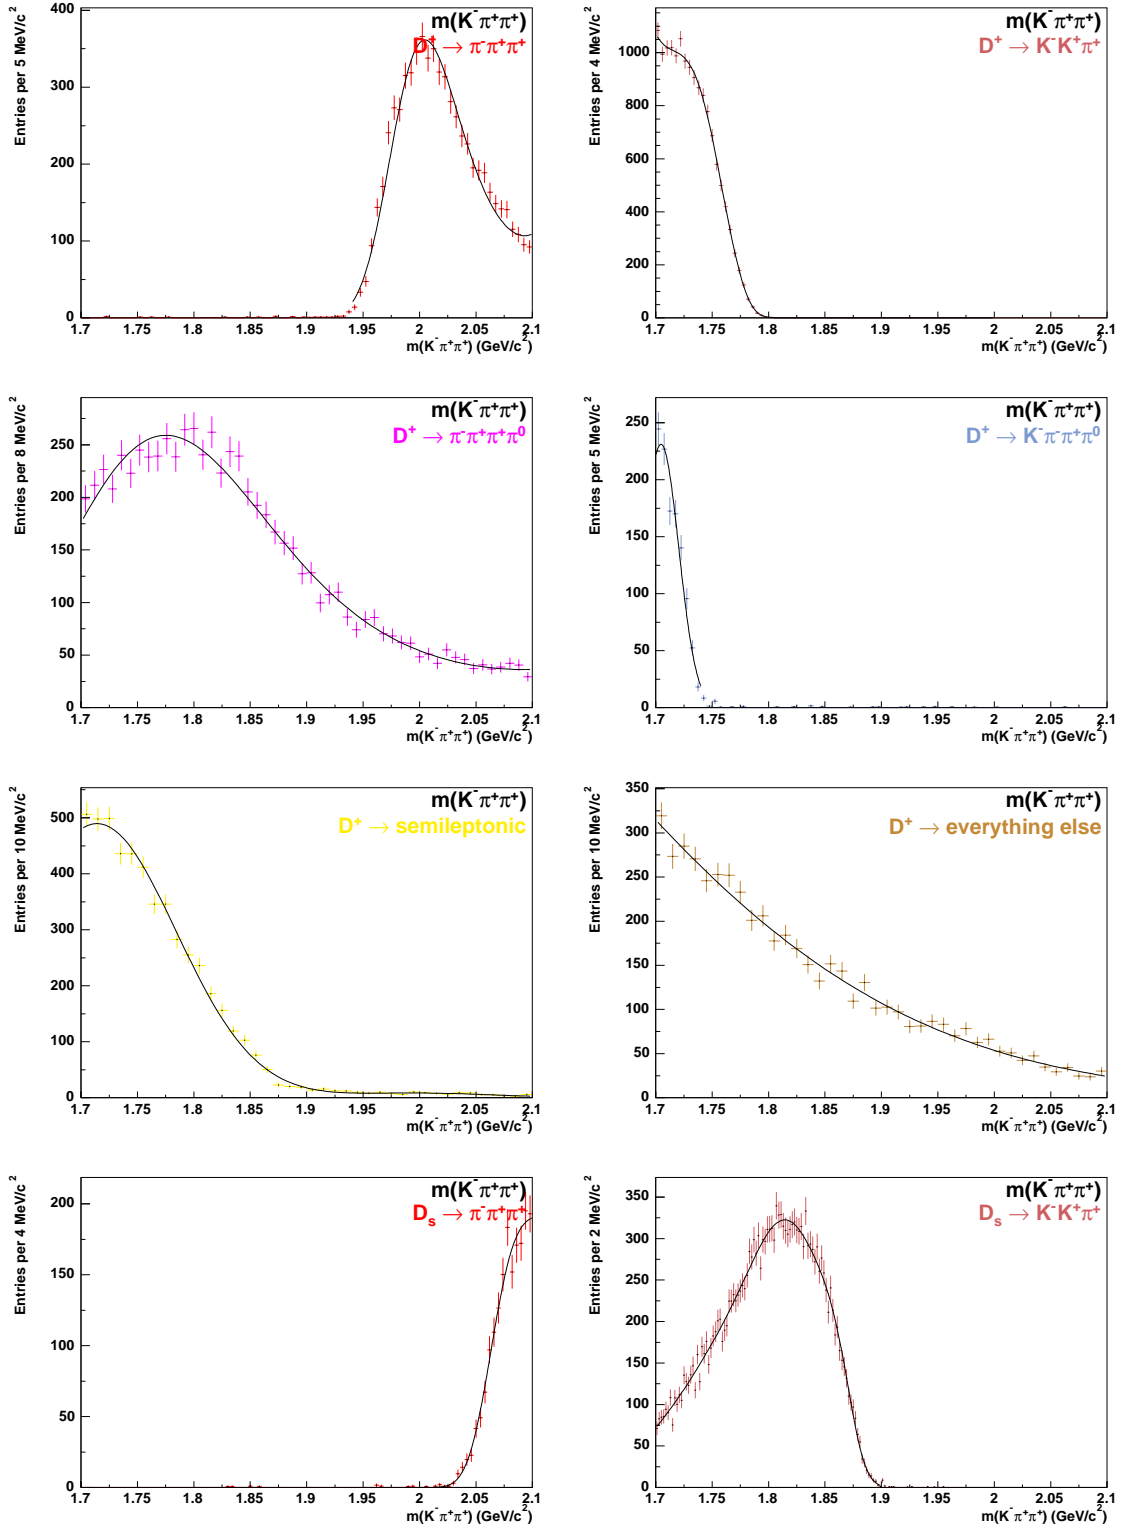 Entries per 5 MeV/c²
m(K⁻π⁺π⁺)
D⁺ → π⁻π⁺π⁺
400
300
200
100
0
1.7 1.75 1.8 1.85 1.9 1.95 2 2.05 2.1
m(K⁻π⁺π⁺) (GeV/c²)
Entries per 4 MeV/c²
m(K⁻π⁺π⁺)
D⁺ → K⁻K⁺π⁺
1000
800
600
400
200
0
1.7 1.75 1.8 1.85 1.9 1.95 2 2.05 2.1
m(K⁻π⁺π⁺) (GeV/c²)
Entries per 8 MeV/c²
m(K⁻π⁺π⁺)
D⁺ → π⁻π⁺π⁺π⁰
250
200
150
100
50
0
1.7 1.75 1.8 1.85 1.9 1.95 2 2.05 2.1
m(K⁻π⁺π⁺) (GeV/c²)
Entries per 5 MeV/c²
m(K⁻π⁺π⁺)
D⁺ → K⁻π⁻π⁺π⁰
250
200
150
100
50
0
1.7 1.75 1.8 1.85 1.9 1.95 2 2.05 2.1
m(K⁻π⁺π⁺) (GeV/c²)
Entries per 10 MeV/c²
m(K⁻π⁺π⁺)
D⁺ → semileptonic
500
400
300
200
100
0
1.7 1.75 1.8 1.85 1.9 1.95 2 2.05 2.1
m(K⁻π⁺π⁺) (GeV/c²)
Entries per 10 MeV/c²
m(K⁻π⁺π⁺)
D⁺ → everything else
350
300
250
200
150
100
50
0
1.7 1.75 1.8 1.85 1.9 1.95 2 2.05 2.1
m(K⁻π⁺π⁺) (GeV/c²)
Entries per 4 MeV/c²
m(K⁻π⁺π⁺)
Dₛ → π⁻π⁺π⁺
200
150
100
50
0
1.7 1.75 1.8 1.85 1.9 1.95 2 2.05 2.1
m(K⁻π⁺π⁺) (GeV/c²)
Entries per 2 MeV/c²
m(K⁻π⁺π⁺)
Dₛ → K⁻K⁺π⁺
350
300
250
200
150
100
50
0
1.7 1.75 1.8 1.85 1.9 1.95 2 2.05 2.1
m(K⁻π⁺π⁺) (GeV/c²)